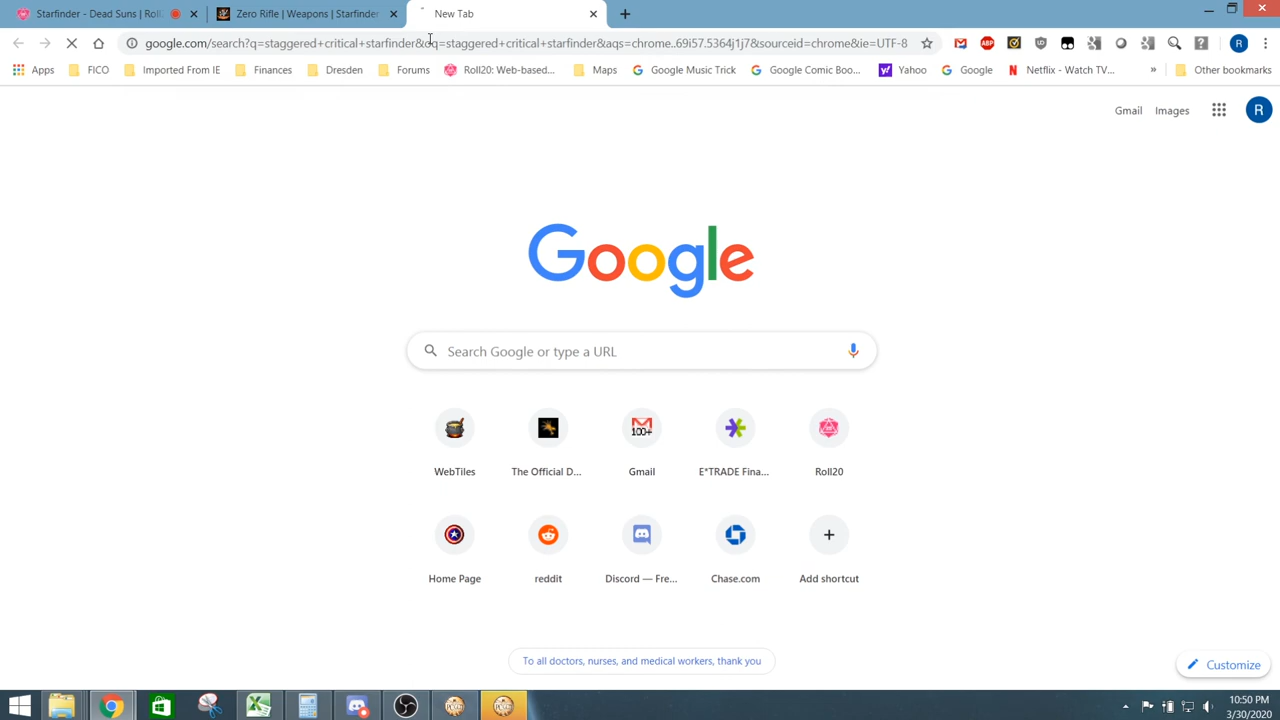 Starfinder - Dead Suns | Roll
Zero Rifle | Weapons | Starfinder
New Tab
google.com/search?q=staggered+critical+starfinder&oq=staggered+critical+starfinder&aqs=chrome..69i57.5364j1j7&sourceid=chrome&ie=UTF-8
Apps FICO Imported From IE Finances Dresden Forums Roll20: Web-based... Maps Google Music Trick Google Comic Boo... Yahoo Google Netflix - Watch TV... » Other bookmarks
Gmail Images R
Google
Search Google or type a URL
100+
WebTiles The Official D... Gmail E*TRADE Fina... Roll20
Home Page reddit Discord — Fre... Chase.com Add shortcut
To all doctors, nurses, and medical workers, thank you
Customize
10:50 PM
3/30/2020